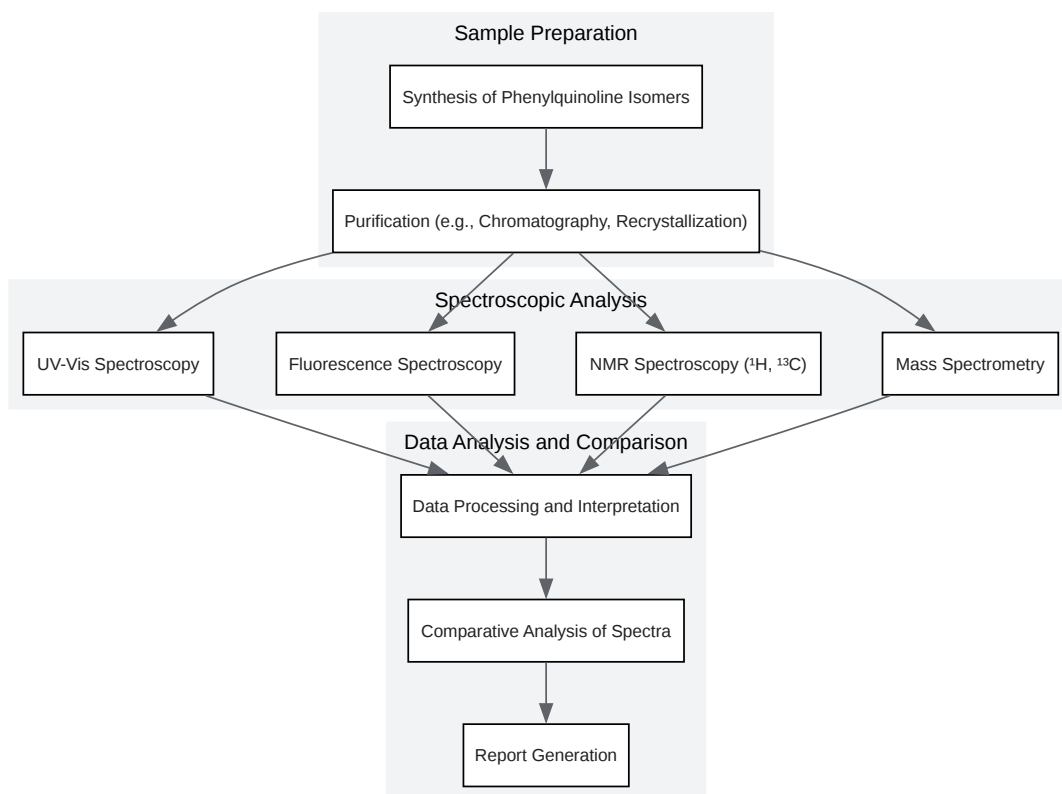 Sample Preparation
Synthesis of Phenylquinoline Isomers
Purification (e.g., Chromatography, Recrystallization)
Spectroscopic Analysis
UV-Vis Spectroscopy
Fluorescence Spectroscopy
NMR Spectroscopy (¹H, ¹³C)
Mass Spectrometry
Data Analysis and Comparison
Data Processing and Interpretation
Comparative Analysis of Spectra
Report Generation